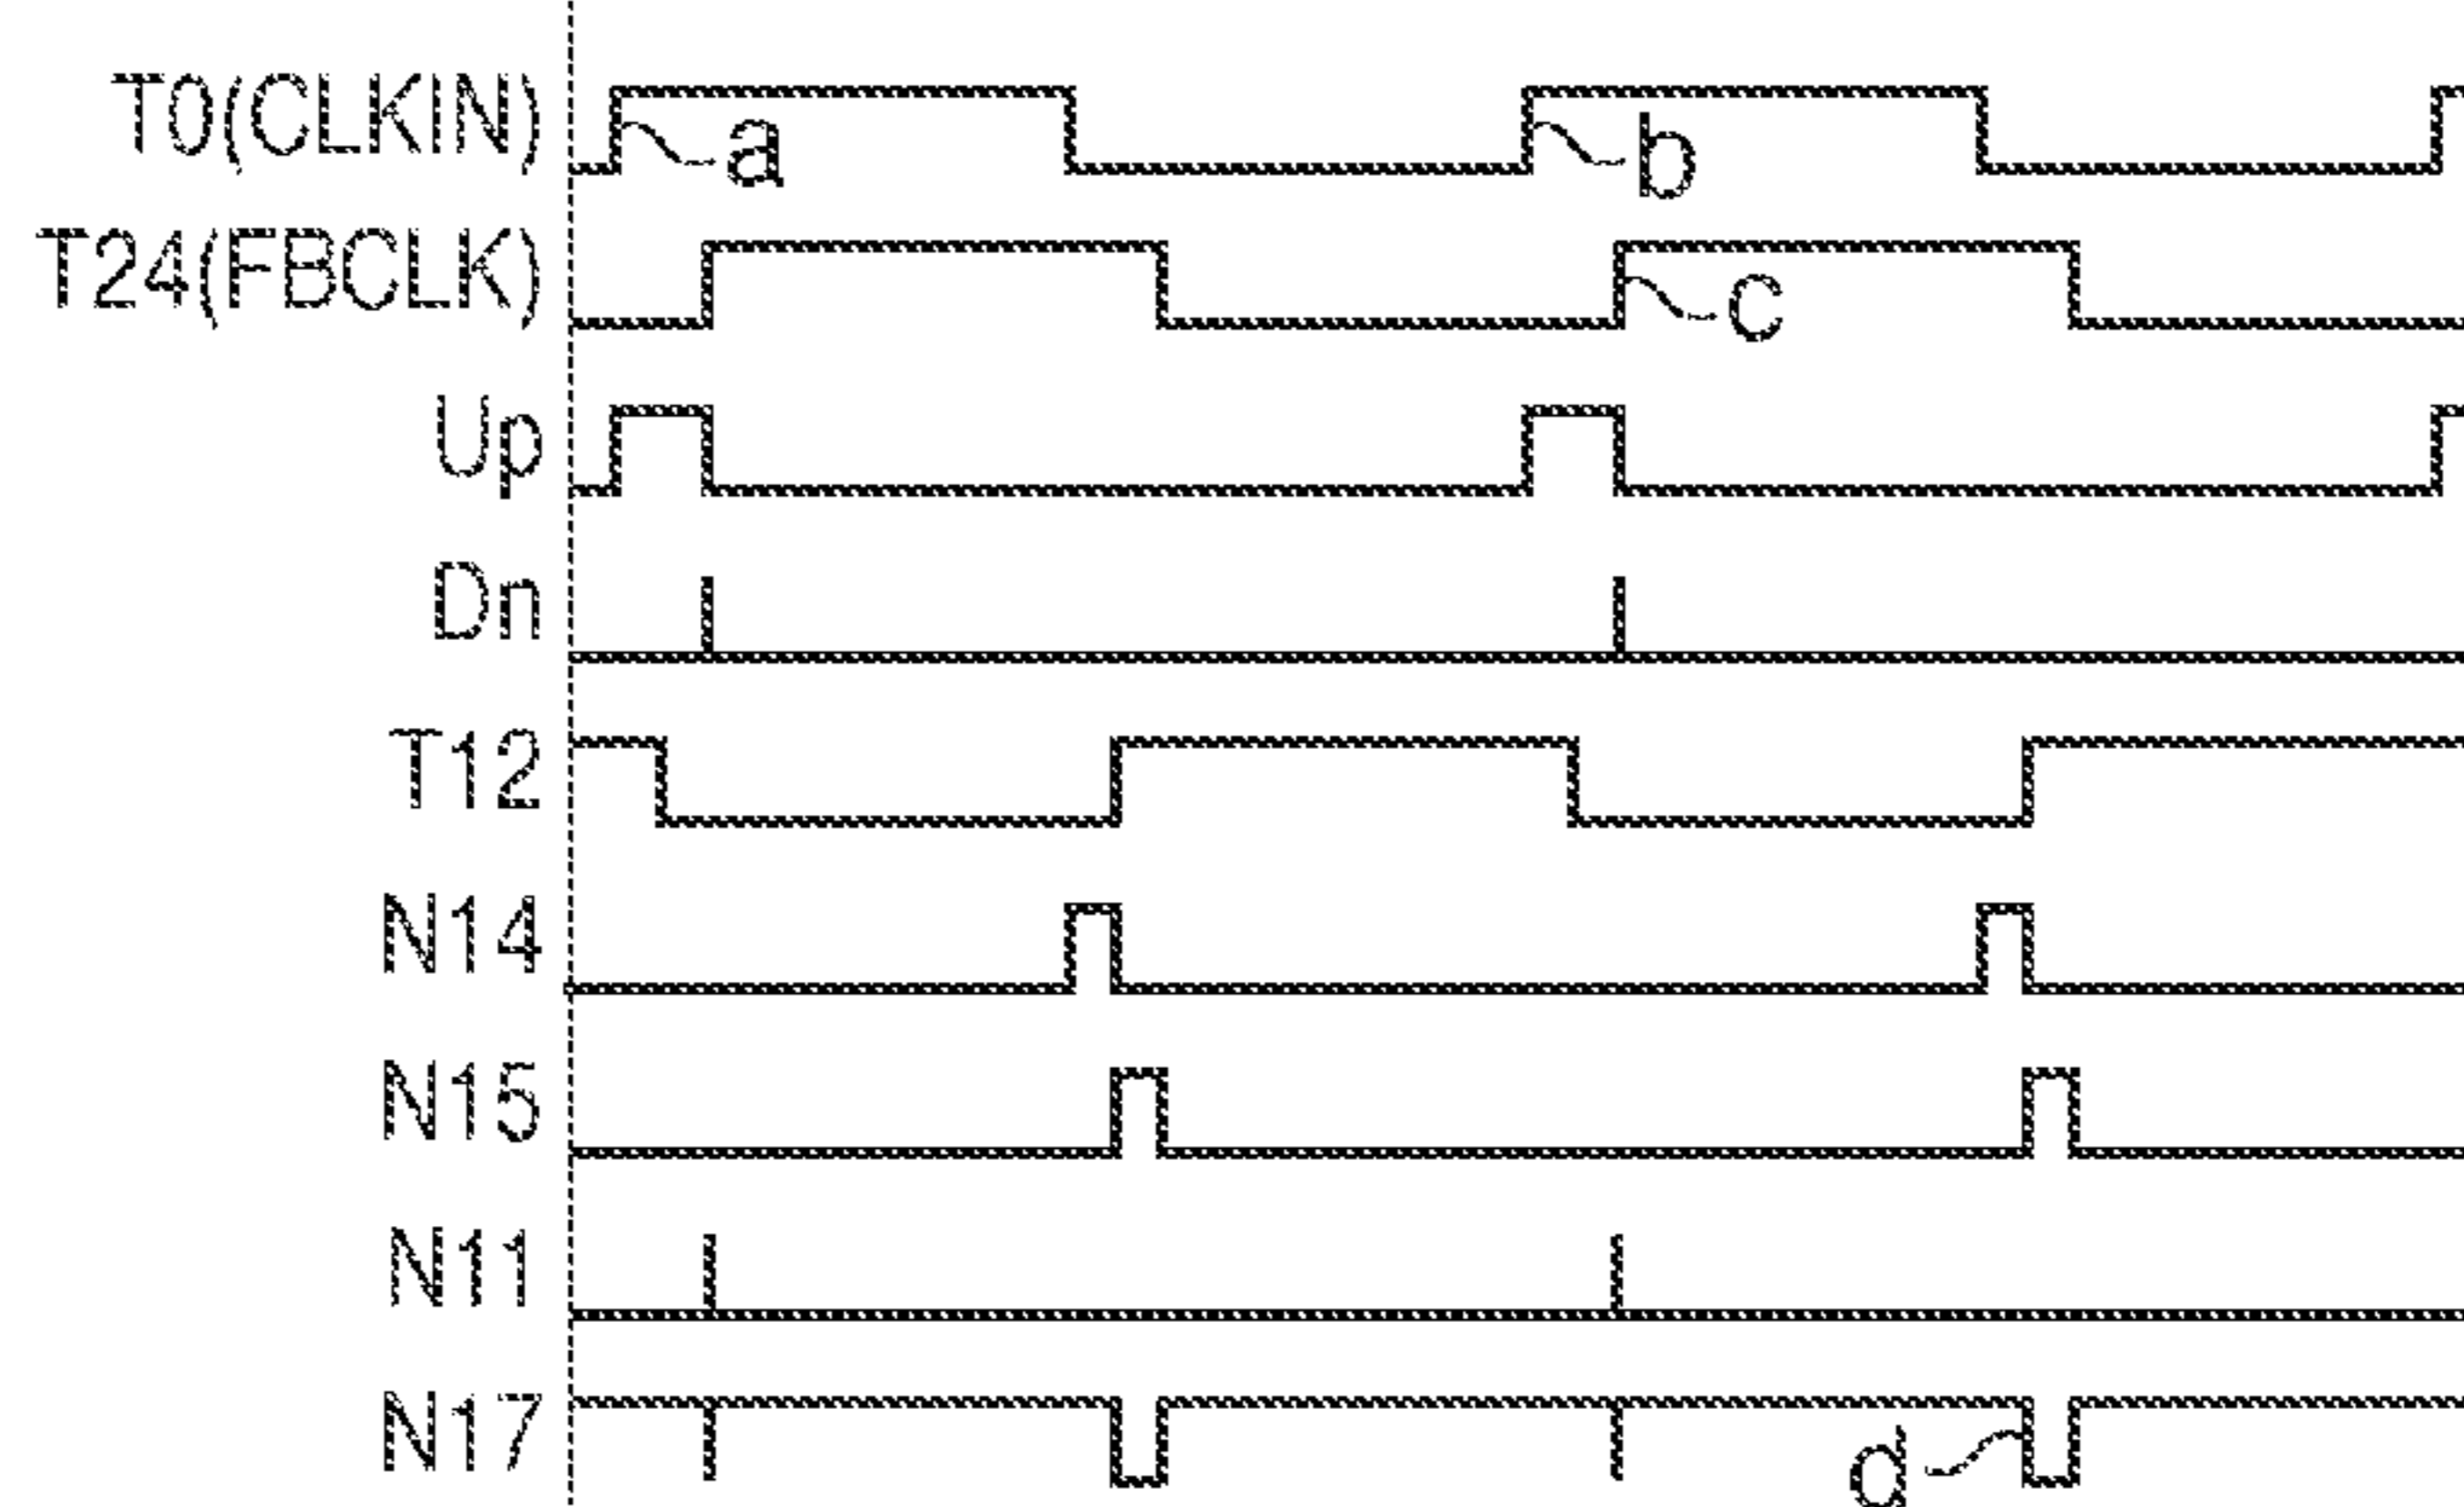 T0(CLKIN)
a
b
T24(FBCLK)
c
Up
Dn
T12
N14
N15
N11
N17
d